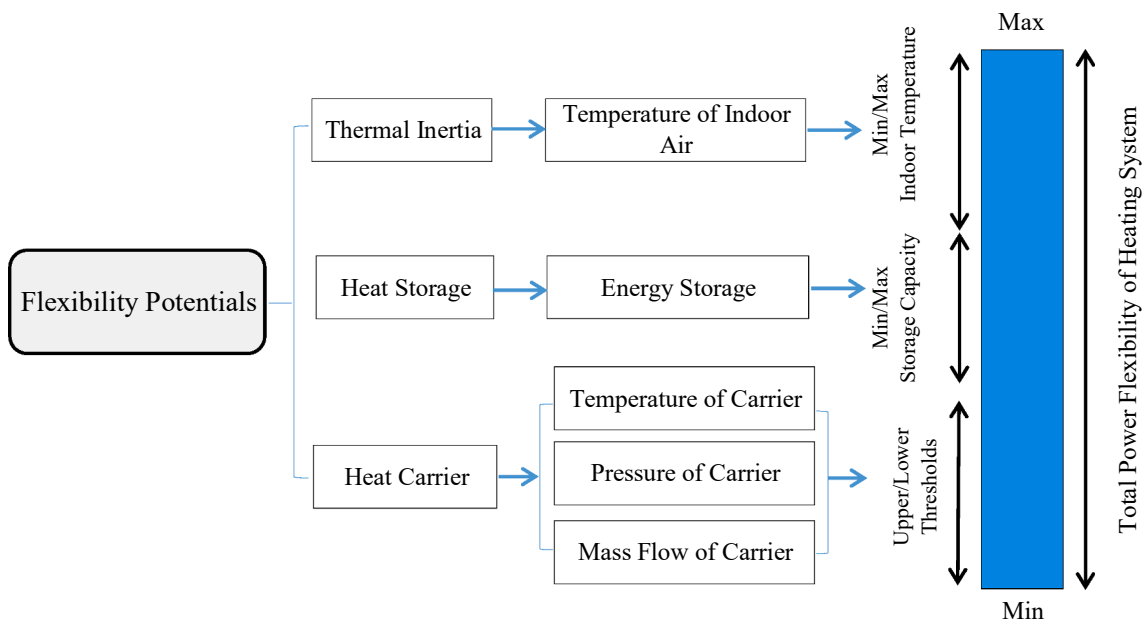 Flexibility Potentials
Thermal Inertia
Temperature of Indoor
Air
Min/Max
Indoor Temperature
Heat Storage
Energy Storage
Min/Max
Storage Capacity
Heat Carrier
Temperature of Carrier
Pressure of Carrier
Mass Flow of Carrier
Upper/Lower
Thresholds
Max
Min
Total Power Flexibility of Heating System